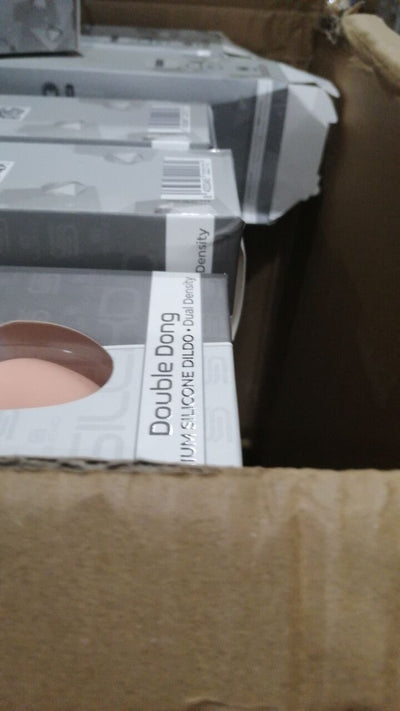 Density
Double Dong
IUM SILICONE DILDO • Dual Density